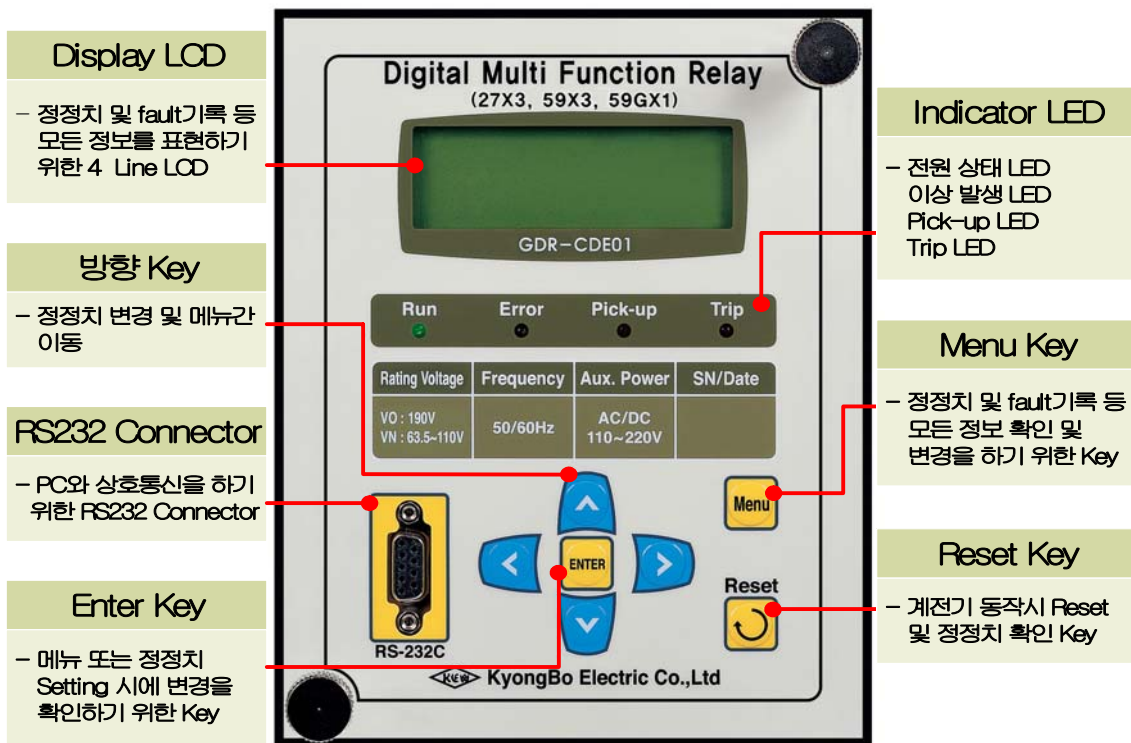 Display LCD
– 정정치 및 fault기록 등
모든 정보를 표현하기
위한 4 Line LCD
방향 Key
– 정정치 변경 및 메뉴간
이동
RS232 Connector
– PC와 상호통신을 하기
위한 RS232 Connector
Enter Key
– 메뉴 또는 정정치
Setting 시에 변경을
확인하기 위한 Key
Digital Multi Function Relay
(27X3, 59X3, 59GX1)
GDR-CDE01
Run Error Pick-up Trip
Rating Voltage Frequency Aux. Power SN/Date
VO : 190V
VN : 63.5~110V
50/60Hz
AC/DC
110~220V
Menu
ENTER
Reset
RS-232C
KyongBo Electric Co.,Ltd
Indicator LED
– 전원 상태 LED
이상 발생 LED
Pick-up LED
Trip LED
Menu Key
– 정정치 및 fault기록 등
모든 정보 확인 및
변경을 하기 위한 Key
Reset Key
– 계전기 동작시 Reset
및 정정치 확인 Key